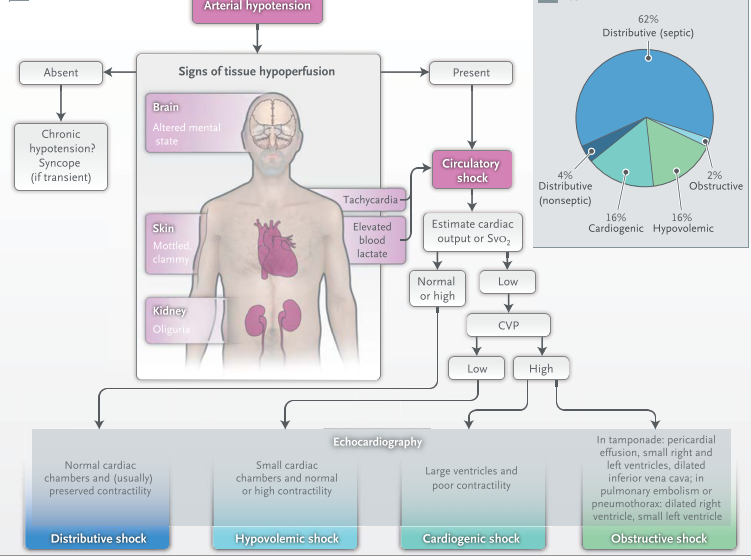 Arterial hypotension
Absent
Signs of tissue hypoperfusion
Present
Chronic
hypotension?
Syncope
(if transient)
Brain
Altered mental
state
Tachycardia
Elevated
blood
lactate
Skin
Mottled,
clammy
Kidney
Oliguria
Circulatory
shock
Estimate cardiac
output or SvO₂
Normal
or high
Low
CVP
Low
High
62%
Distributive (septic)
4%
Distributive
(nonseptic)
16%
Cardiogenic
16%
Hypovolemic
2%
Obstructive
Echocardiography
Normal cardiac
chambers and (usually)
preserved contractility
Distributive shock
Small cardiac
chambers and normal
or high contractility
Hypovolemic shock
Large ventricles and
poor contractility
Cardiogenic shock
In tamponade: pericardial
effusion, small right and
left ventricles, dilated
inferior vena cava; in
pulmonary embolism or
pneumothorax: dilated right
ventricle, small left ventricle
Obstructive shock